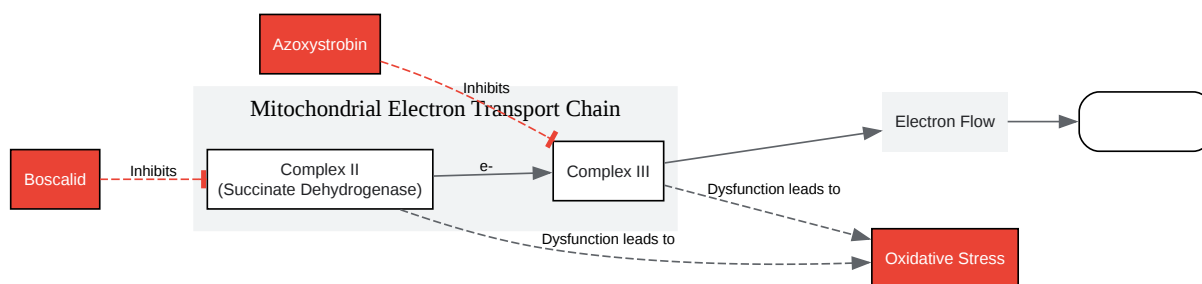 Azoxystrobin
Inhibits
Mitochondrial Electron Transport Chain
Electron Flow
Boscalid
Inhibits
Complex II
(Succinate Dehydrogenase)
e-
Complex III
Dysfunction leads to
Dysfunction leads to
Oxidative Stress